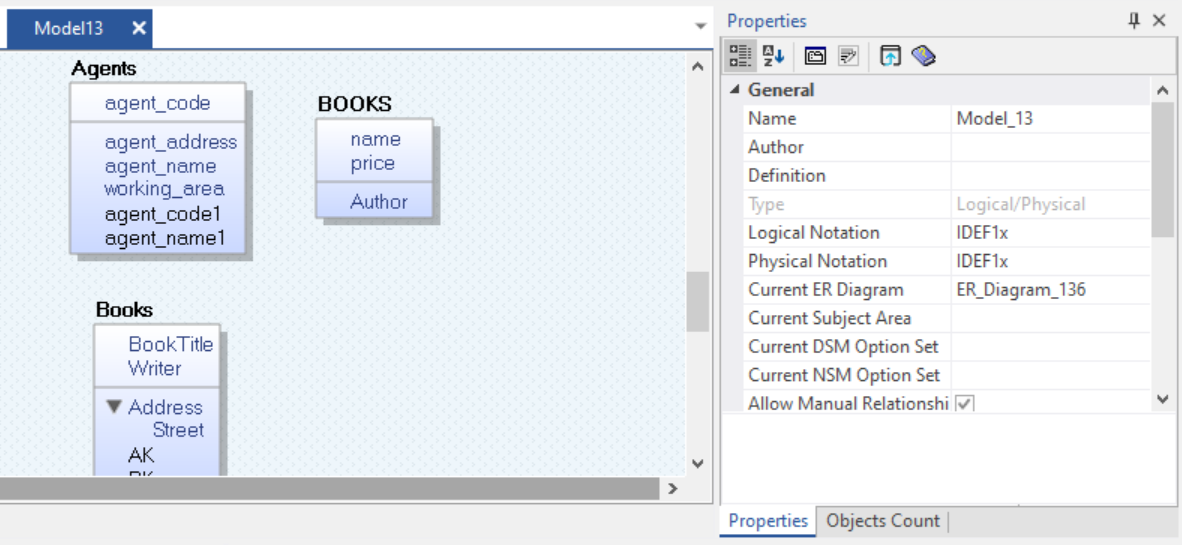 Model13
Agents
agent_code
agent_address
agent_name
working_area
agent_code1
agent_name1
BOOKS
name
price
Author
Books
BookTitle
Writer
Address
Street
AK
Properties
General
Name Model_13
Author
Definition
Type Logical/Physical
Logical Notation IDEF1x
Physical Notation IDEF1x
Current ER Diagram ER_Diagram_136
Current Subject Area
Current DSM Option Set
Current NSM Option Set
Allow Manual Relationshi
Properties Objects Count